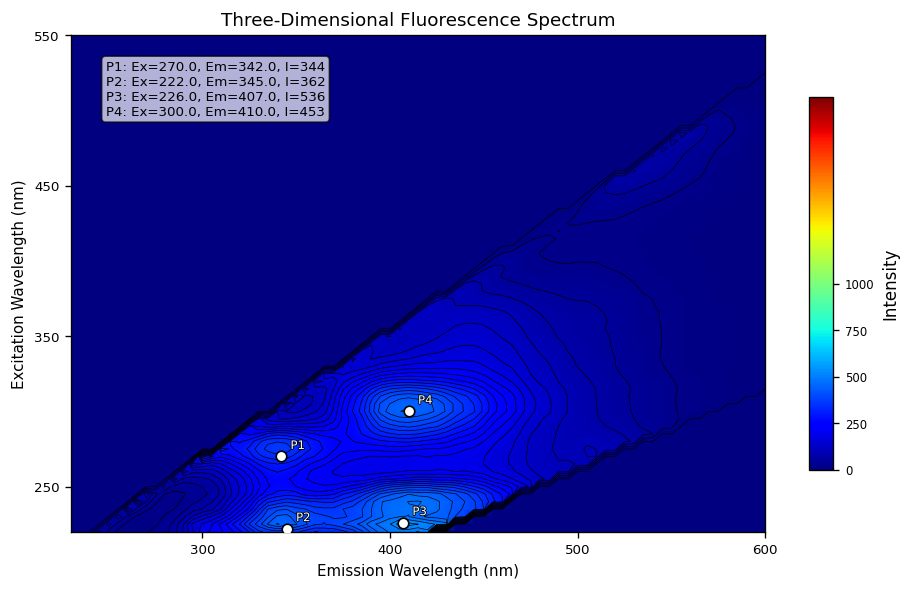 Three-Dimensional Fluorescence Spectrum
550
P1: Ex=270.0, Em=342.0, I=344
P2: Ex=222.0, Em=345.0, I=362
P3: Ex=226.0, Em=407.0, I=536
P4: Ex=300.0, Em=410.0, I=453
450
350
250
Excitation Wavelength (nm)
P4
P1
P3
P2
300
400
500
600
Emission Wavelength (nm)
1000
750
500
250
0
Intensity